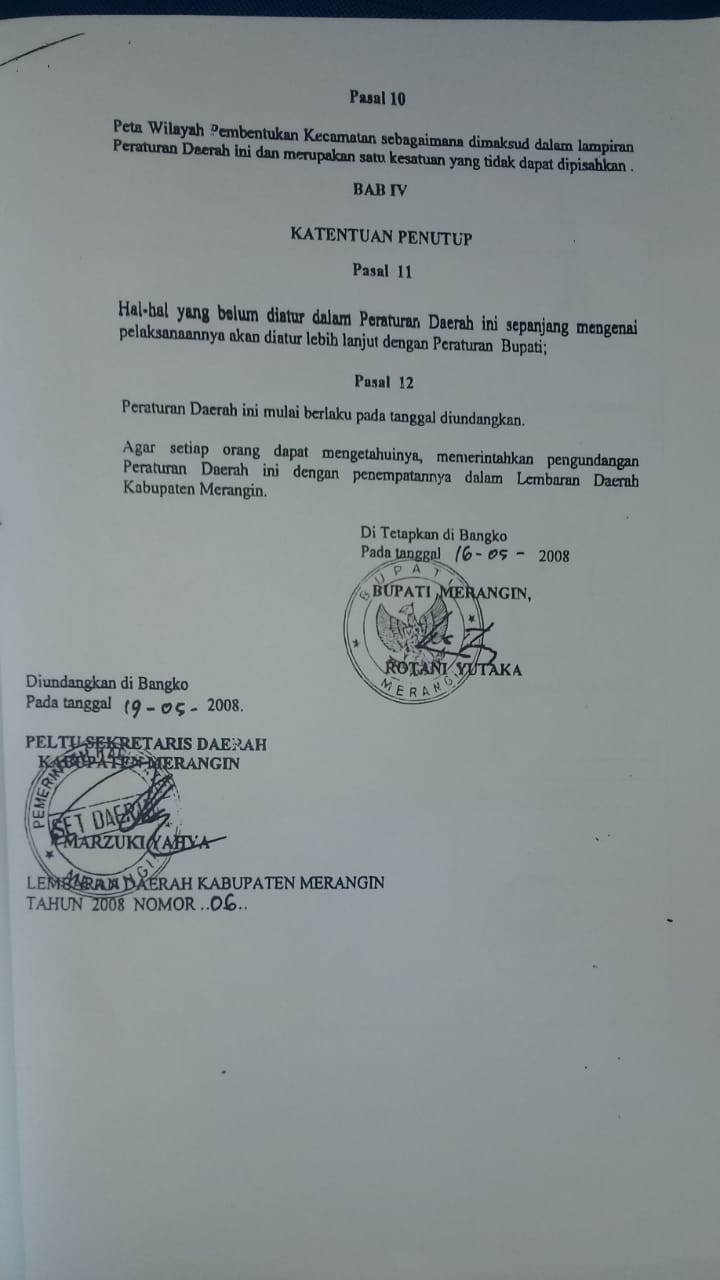 Pasal 10
Peta Wilayah Pembentukan Kecamatan sebagaimana dimaksud dalam lampiran
Peraturan Daerah ini dan merupakan satu kesatuan yang tidak dapat dipisahkan .
BAB IV
KATENTUAN PENUTUP
Pasal 11
Hal-hal yang belum diatur dalam Peraturan Daerah ini sepanjang mengenai
pelaksanaannya akan diatur lebih lanjut dengan Peraturan Bupati;
Pasal 12
Peraturan Daerah ini mulai berlaku pada tanggal diundangkan.
Agar setiap orang dapat mengetahuinya, memerintahkan pengundangan
Peraturan Daerah ini dengan penempatannya dalam Lembaran Daerah
Kabupaten Merangin.
Di Tetapkan di Bangko
Pada tanggal 16-05- 2008
BUPATI
BUPATI MERANGIN,
ROTANI YUTAKA
MERANGIN
Diundangkan di Bangko
Pada tanggal 19-05- 2008.
PELTU SEKRETARIS DAERAH
KABUPATEN MERANGIN
SET DAERAH
MARZUKI YAHYA
LEMBARAN DAERAH KABUPATEN MERANGIN
TAHUN 2008 NOMOR ..06..